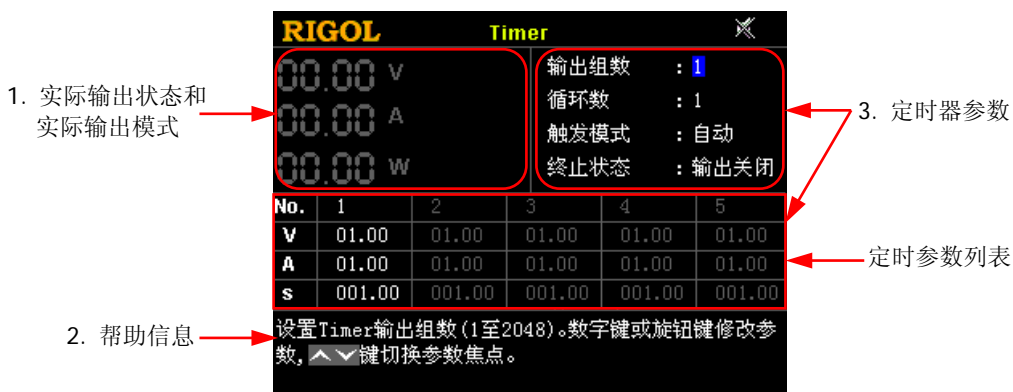 RIGOL Timer
00.00 V
00.00 A
00.00 W
输出组数 : 1
循环数 : 1
触发模式 : 自动
终止状态 : 输出关闭
1. 实际输出状态和
实际输出模式
3. 定时器参数
No. 1 2 3 4 5
V 01.00 01.00 01.00 01.00 01.00
A 01.00 01.00 01.00 01.00 01.00
s 001.00 001.00 001.00 001.00 001.00
定时参数列表
2. 帮助信息
设置Timer输出组数(1至2048)。数字键或旋钮键修改参
数,键切换参数焦点。